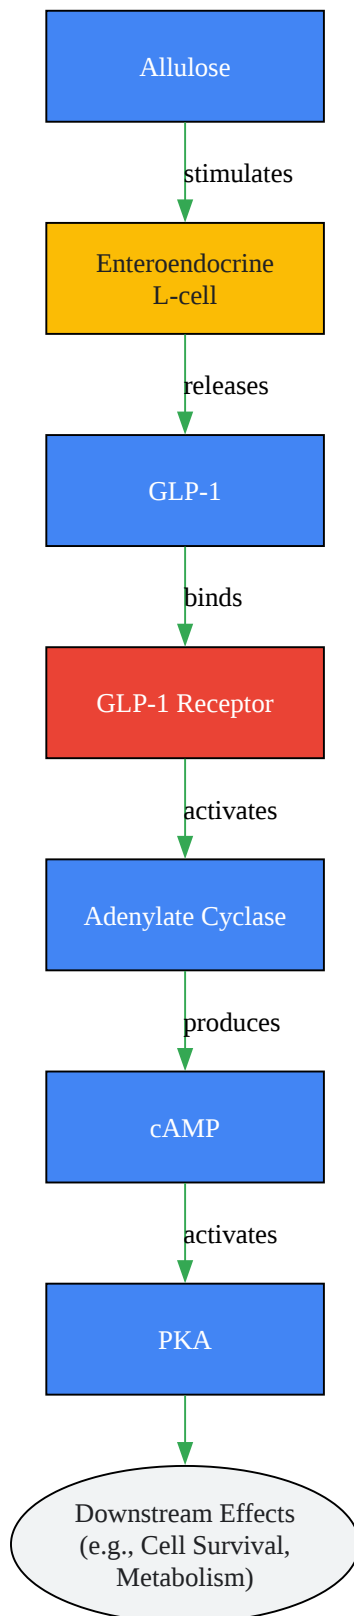 Allulose
stimulates
Enteroendocrine
L-cell
releases
GLP-1
binds
GLP-1 Receptor
activates
Adenylate Cyclase
produces
cAMP
activates
PKA
Downstream Effects
(e.g., Cell Survival,
Metabolism)